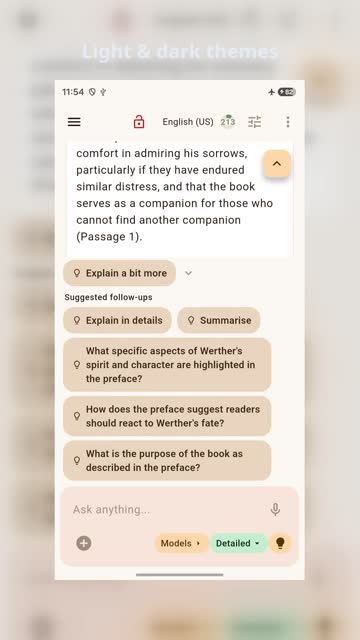 Light & dark themes
11:54
82
English (US)
213
comfort in admiring his sorrows,
particularly if they have endured
similar distress, and that the book
serves as a companion for those who
cannot find another companion
(Passage 1).
Explain a bit more
Suggested follow-ups
Explain in details
Summarise
What specific aspects of Werther's
spirit and character are highlighted in
the preface?
How does the preface suggest readers
should react to Werther's fate?
What is the purpose of the book as
described in the preface?
Ask anything...
Models
Detailed